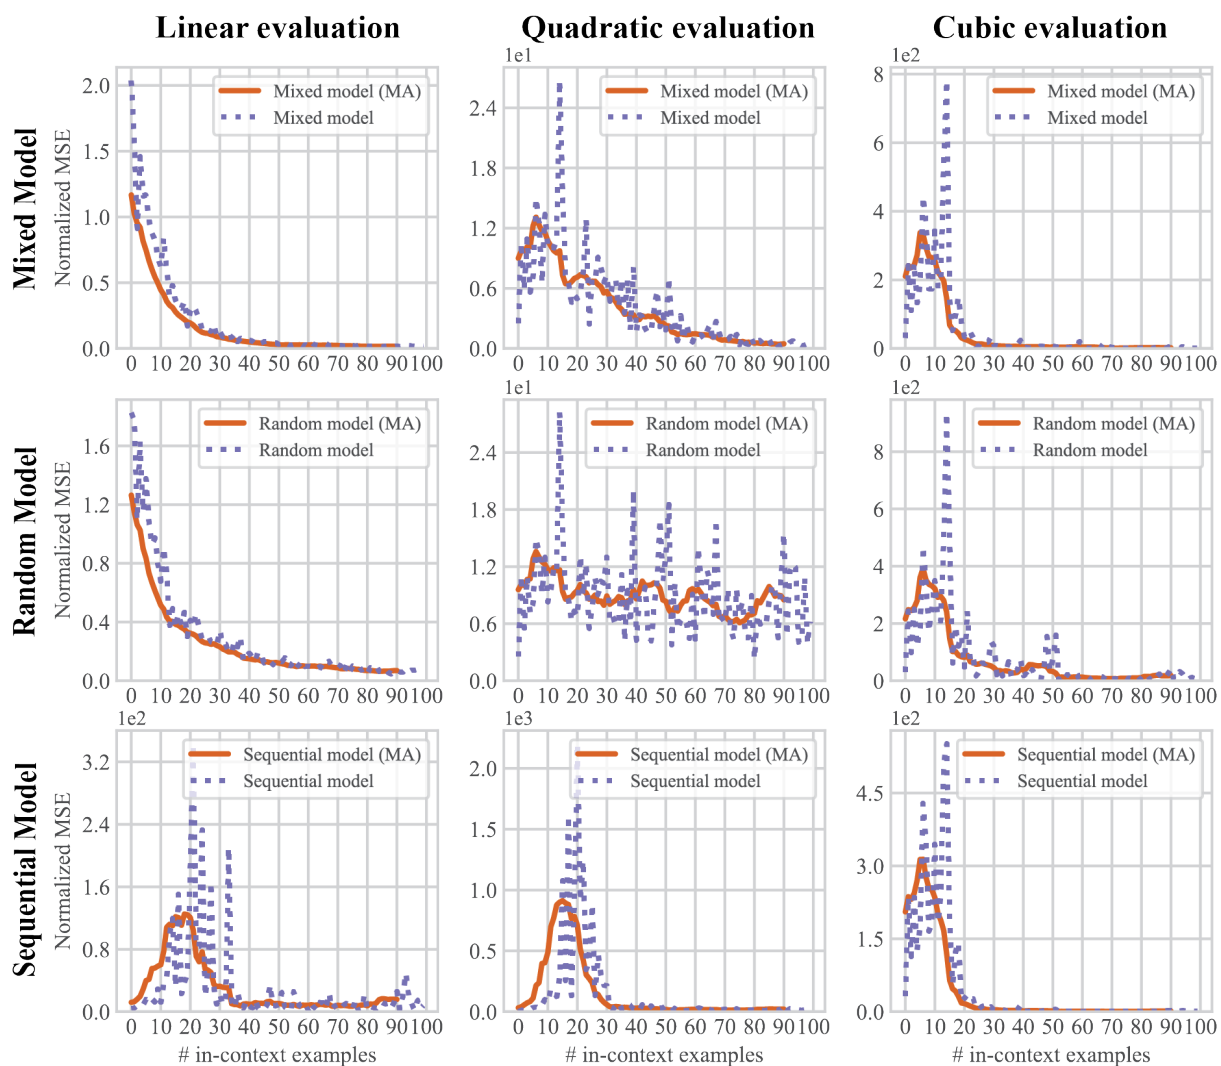 Linear evaluation
Quadratic evaluation
Cubic evaluation
Mixed Model
Normalized MSE
2.0
1.5
1.0
0.5
0.0
Mixed model (MA)
Mixed model
0 10 20 30 40 50 60 70 80 90 100
1e1
2.4
1.8
1.2
0.6
0.0
Mixed model (MA)
Mixed model
0 10 20 30 40 50 60 70 80 90 100
1e2
8
6
4
2
0
Mixed model (MA)
Mixed model
0 10 20 30 40 50 60 70 80 90 100
Random Model
Normalized MSE
1.6
1.2
0.8
0.4
0.0
Random model (MA)
Random model
0 10 20 30 40 50 60 70 80 90 100
1e1
2.4
1.8
1.2
0.6
0.0
Random model (MA)
Random model
0 10 20 30 40 50 60 70 80 90 100
1e2
8
6
4
2
0
Random model (MA)
Random model
0 10 20 30 40 50 60 70 80 90 100
Sequential Model
Normalized MSE
1e2
3.2
2.4
1.6
0.8
0.0
Sequential model (MA)
Sequential model
0 10 20 30 40 50 60 70 80 90 100
# in-context examples
1e3
2.0
1.5
1.0
0.5
0.0
Sequential model (MA)
Sequential model
0 10 20 30 40 50 60 70 80 90 100
# in-context examples
1e2
4.5
3.0
1.5
0.0
Sequential model (MA)
Sequential model
0 10 20 30 40 50 60 70 80 90 100
# in-context examples